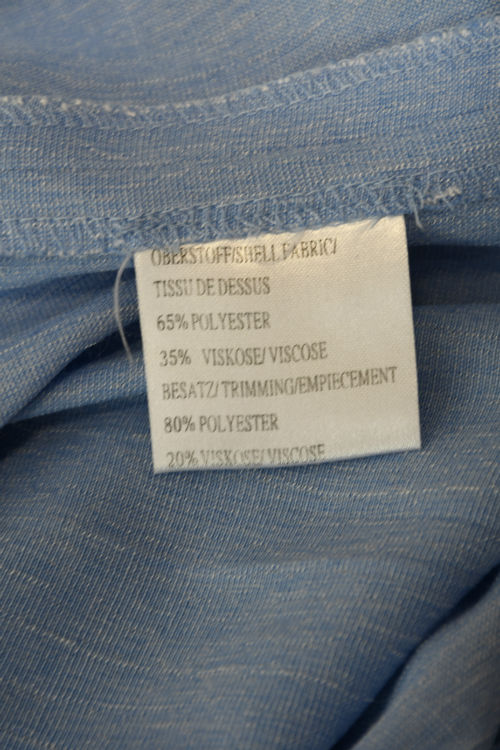 OBERSTOFF/SHELL FABRIC/
TISSU DE DESSUS
65% POLYESTER
35% VISKOSE/ VISCOSE
BESATZ/ TRIMMING/EMPIECEMENT
80% POLYESTER
20% VISKOSE/ VISCOSE